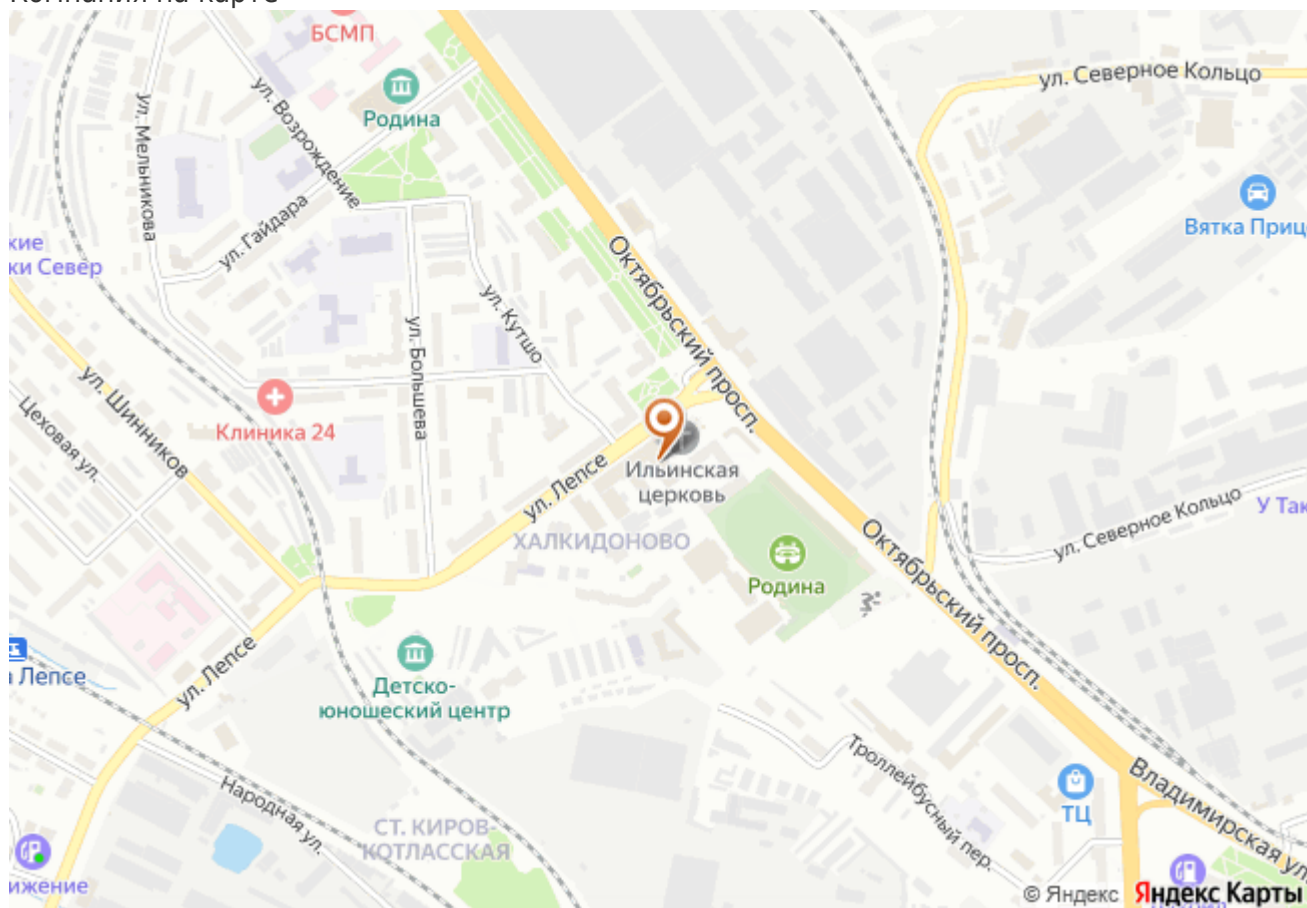 Компания на карте
БСМП
ул. Северное Кольцо
ул. Возрождение
Родина
ул. Мельникова
Вятка Приц
ул. Гайдара
кие
ки Север
Октябрьский просп.
ул. Кутшо
ул. Большева
ул. Шинников
Цеховая ул.
Клиника 24
Ильинская
церковь
ул. Лепсе
ул. Северное Кольцо
У Так
ХАЛКИДОНОВО
Родина
Октябрьский просп.
а Лепсе
ул. Лепсе
Детско-
юношеский центр
Троллейбусный пер.
Владимирская ул.
ТЦ
Народная ул.
СТ. КИРОВ-
КОТЛАССКАЯ
ижение
© Яндекс Яндекс Карты